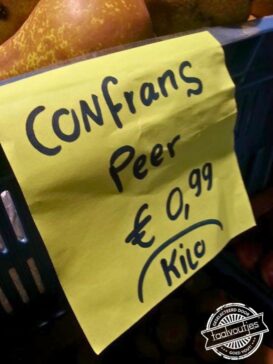 CONfrans
Peer
€ 0,99
Kilo
taalvoutjes